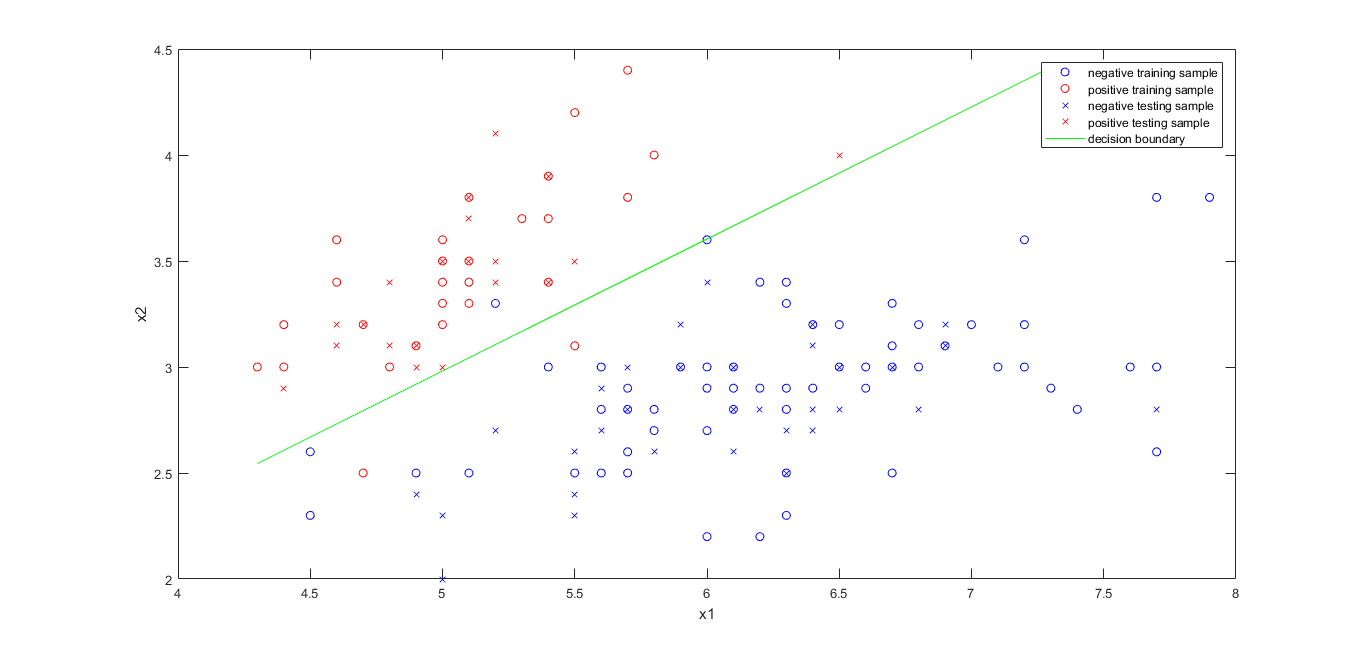 4.5
4
3.5
3
2.5
2
x2
4
4.5
5
5.5
6
6.5
7
7.5
8
x1
negative training sample
positive training sample
negative testing sample
positive testing sample
decision boundary